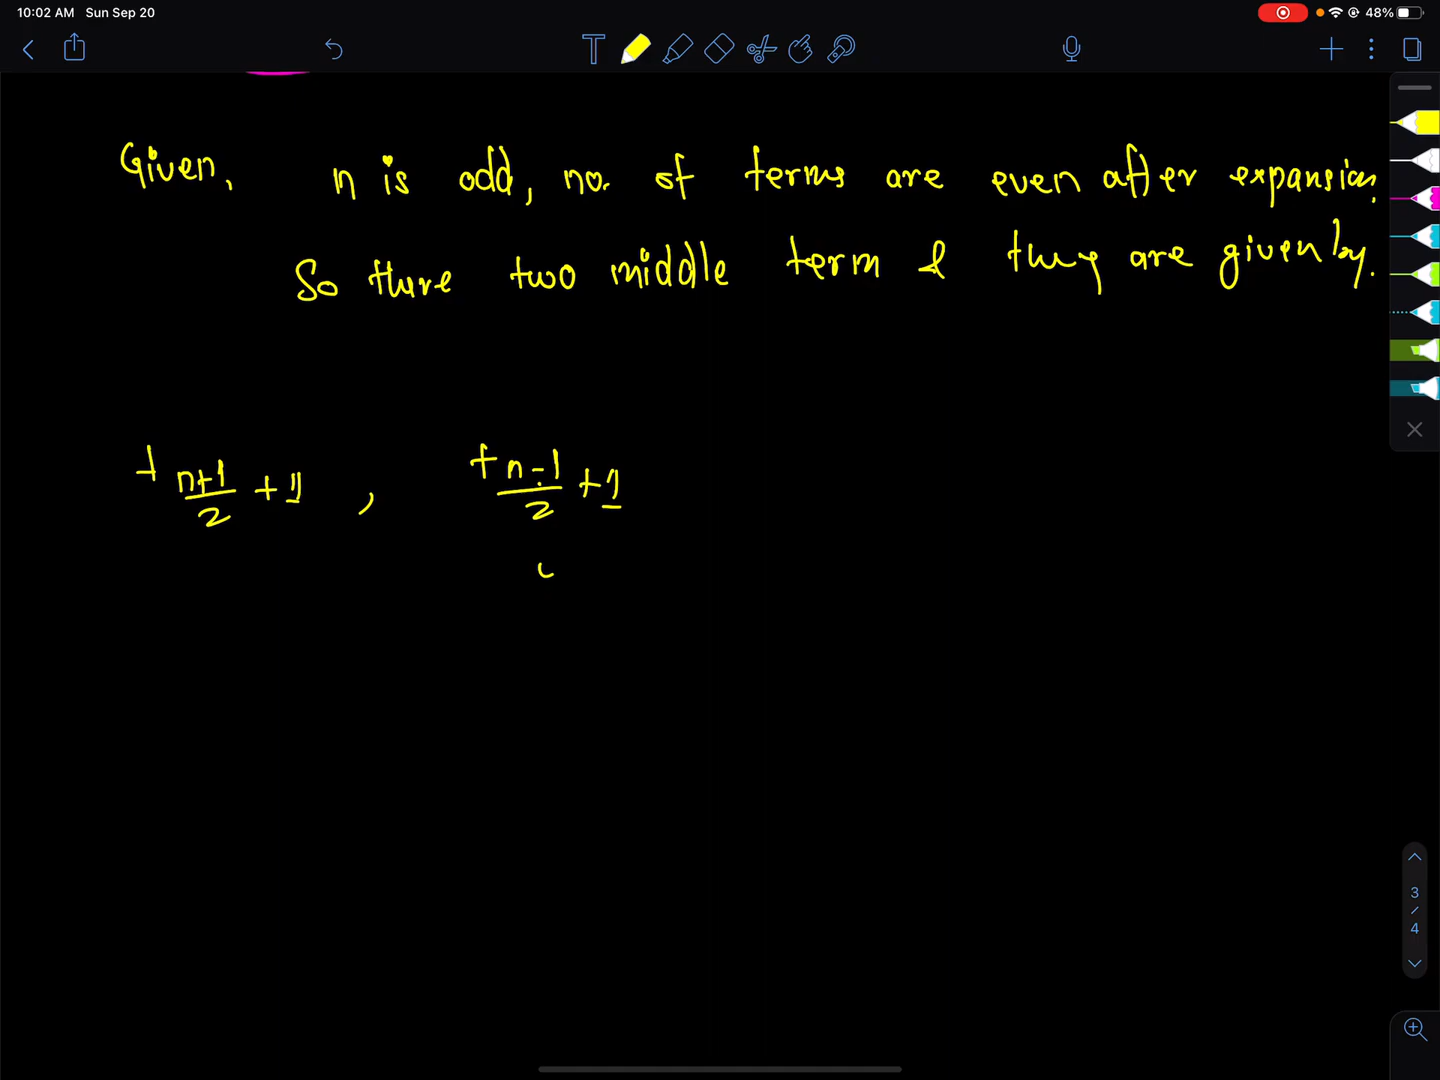 10:02 AM Sun Sep 20
48%
Given, n is odd, no. of terms are even after expansion.
So there two middle term & they are given by.
t n+1/2 + 1 , t n-1/2 + 1
3
/
4